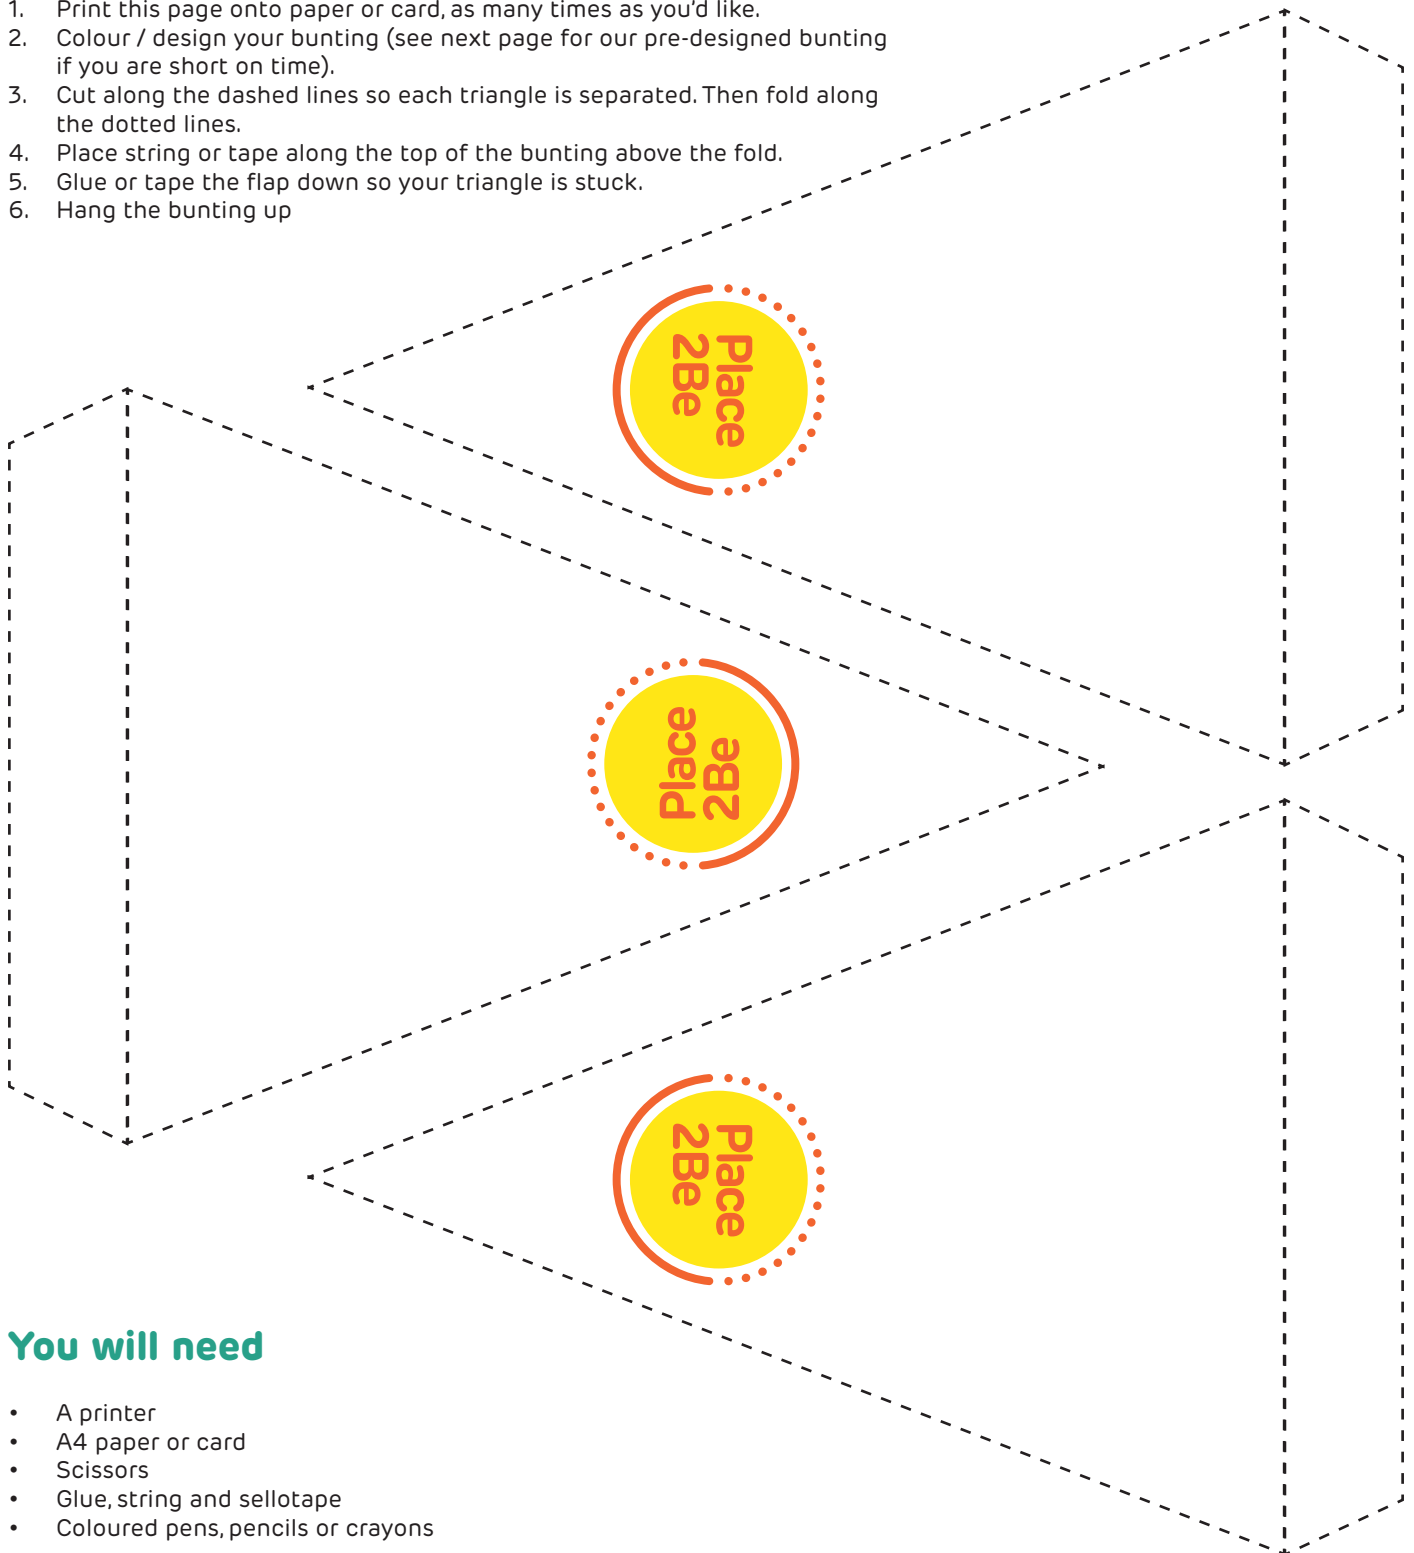 1. Print this page onto paper or card, as many times as you'd like.
2. Colour / design your bunting (see next page for our pre-designed bunting
if you are short on time).
3. Cut along the dashed lines so each triangle is separated. Then fold along
the dotted lines.
4. Place string or tape along the top of the bunting above the fold.
5. Glue or tape the flap down so your triangle is stuck.
6. Hang the bunting up
Place
2Be
Place
2Be
Place
2Be
You will need
• A printer
• A4 paper or card
• Scissors
• Glue, string and sellotape
• Coloured pens, pencils or crayons